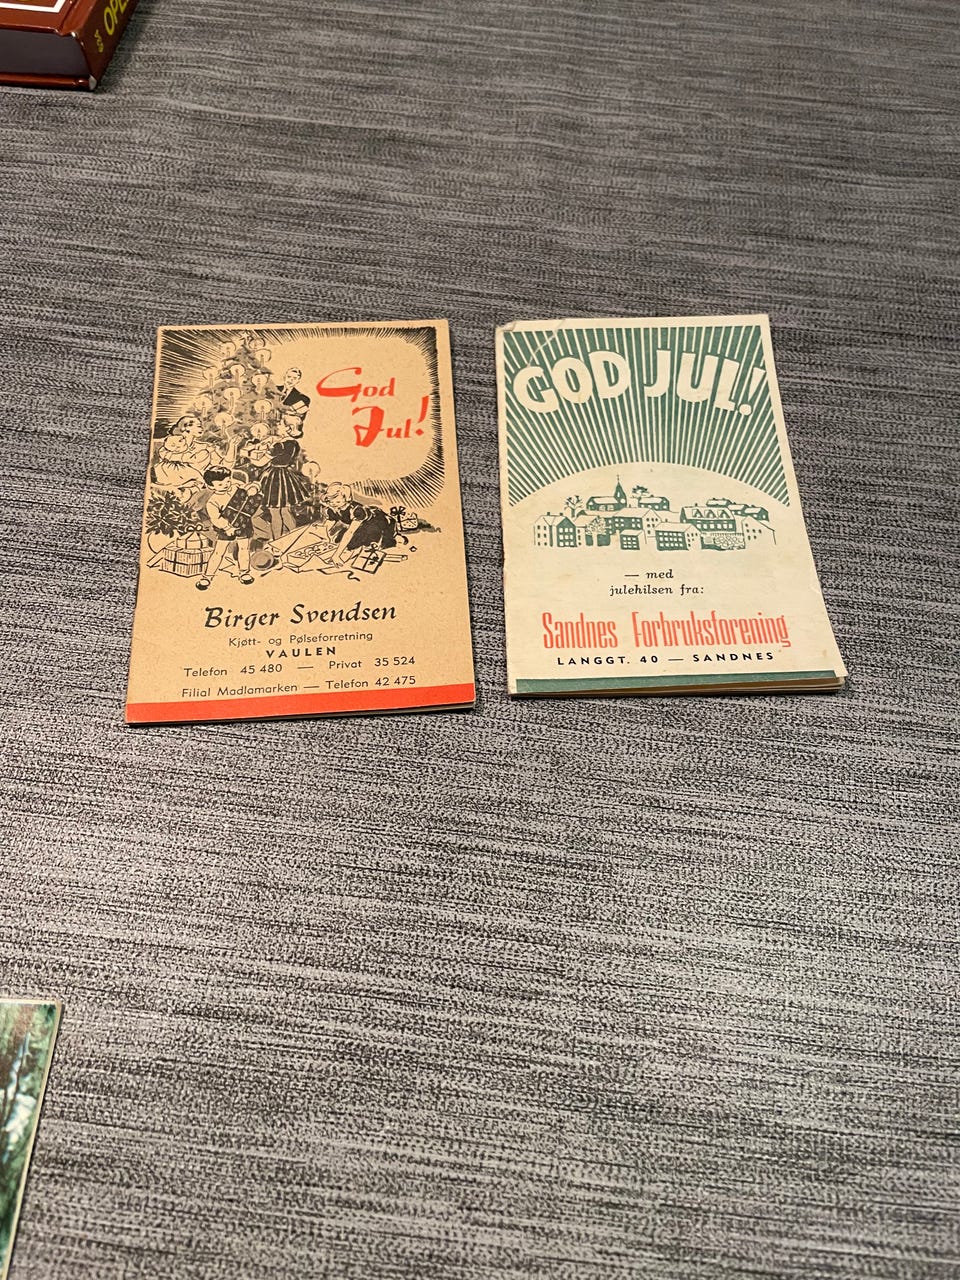 God
Jul!
Birger Svendsen
Kjøtt- og Pølseforretning
VAULEN
Telefon 45 480 — Privat 35 524
Filial Madlamarken — Telefon 42 475
GOD JUL!
— med
julehilsen fra:
Sandnes Forbruksforening
LANGGT. 40 — SANDNES